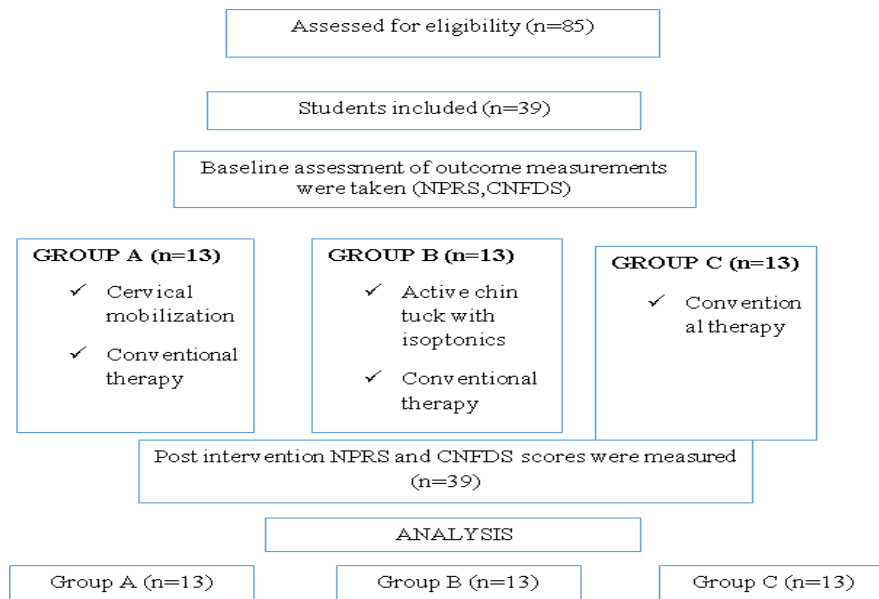 Assessed for eligibility (n=85)
Students included (n=39)
Baseline assessment of outcome measurements
were taken (NPRS,CNFDS)
GROUP A (n=13)
✓ Cervical
mobilization
✓ Conventional
therapy
GROUP B (n=13)
✓ Active chin
tuck with
isoptonics
✓ Conventional
therapy
GROUP C (n=13)
✓ Convention
al therapy
Post intervention NPRS and CNFDS scores were measured
(n=39)
ANALYSIS
Group A (n=13)
Group B (n=13)
Group C (n=13)